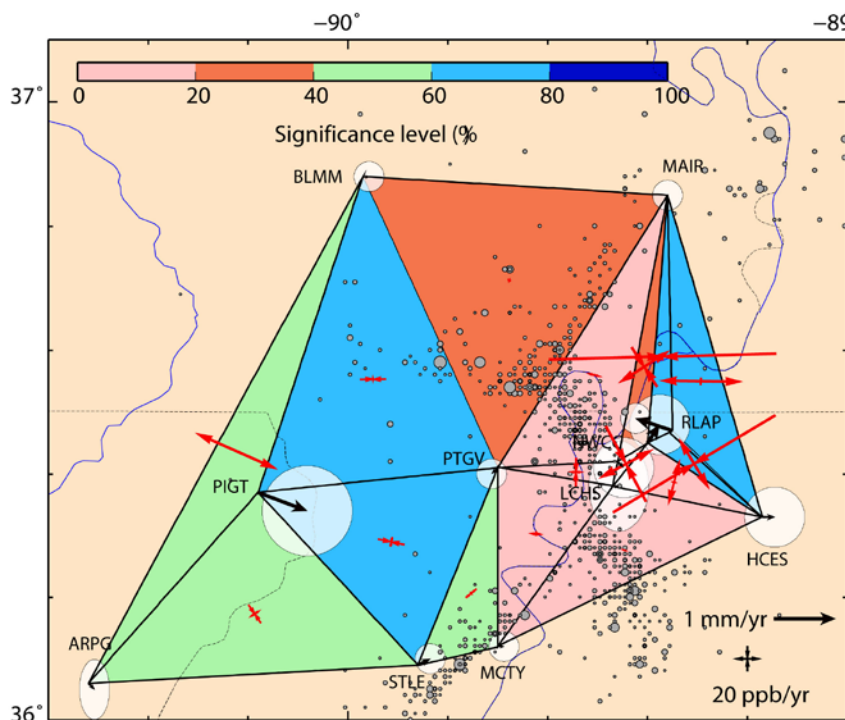 −90° −89
37°
0 20 40 60 80 100
Significance level (%
BLMM MAIR
RLAP
NWC
PTGV
PIGT LCHS
HCES
1 mm/yr
ARPG
STLE MCTY
20 ppb/yr
36°